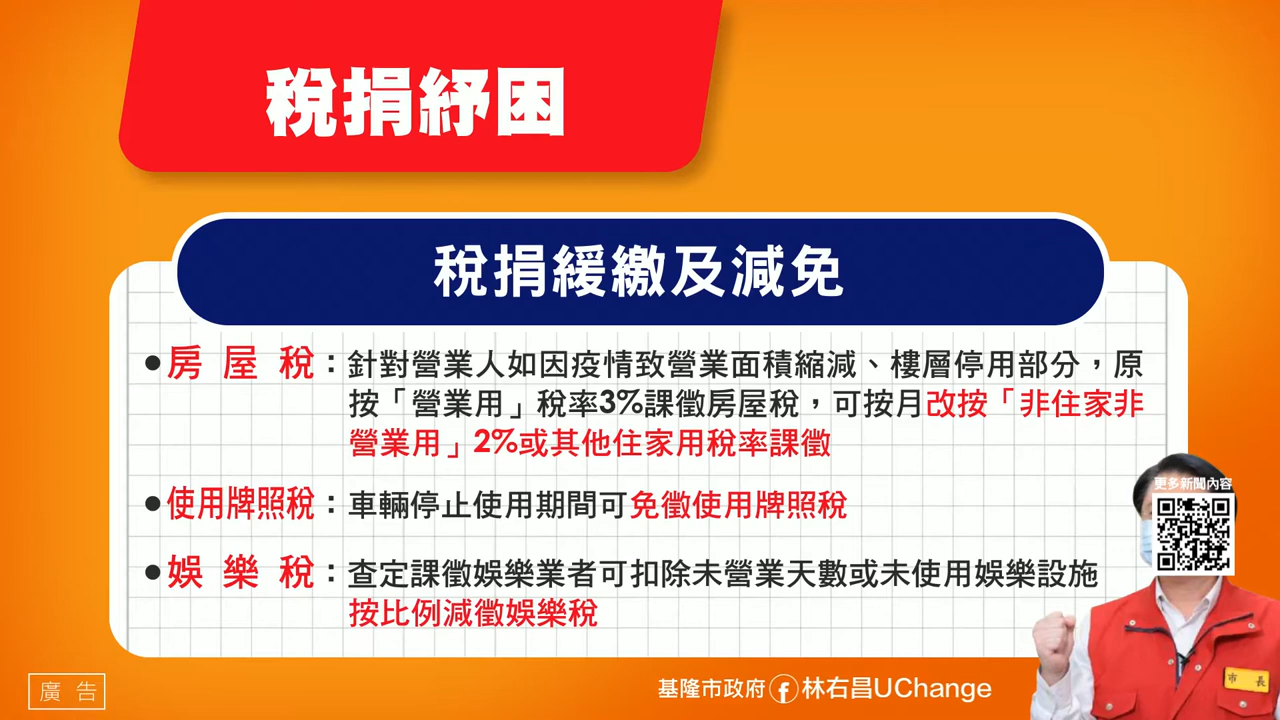 稅捐紓困
稅捐緩繳及減免
●房屋稅：針對營業人如因疫情致營業面積縮減、樓層停用部分，原
按「營業用」稅率3%課徵房屋稅，可按月改按「非住家非
營業用」2%或其他住家用稅率課徵
●使用牌照稅：車輛停止使用期間可免徵使用牌照稅
●娛樂稅：查定課徵娛樂業者可扣除未營業天數或未使用娛樂設施
按比例減徵娛樂稅
更多新聞內容
市長
廣告
基隆市政府 f 林右昌UChange